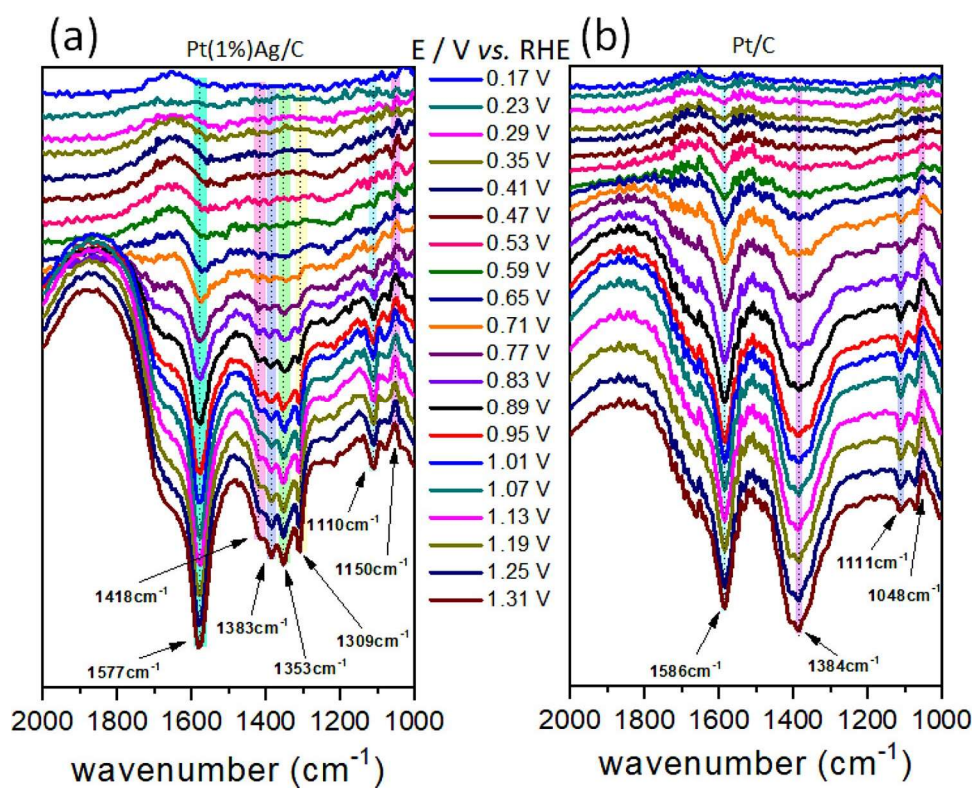 (a)
Pt(1%)Ag/C
E / V vs. RHE
(b)
Pt/C
0.17 V
0.23 V
0.29 V
0.35 V
0.41 V
0.47 V
0.53 V
0.59 V
0.65 V
0.71 V
0.77 V
0.83 V
0.89 V
0.95 V
1.01 V
1.07 V
1.13 V
1.19 V
1.25 V
1.31 V
1110cm⁻¹
1150cm⁻¹
1418cm⁻¹
1383cm⁻¹
1309cm⁻¹
1353cm⁻¹
1577cm⁻¹
1111cm⁻¹
1048cm⁻¹
1586cm⁻¹
1384cm⁻¹
2000 1800 1600 1400 1200 1000
2000 1800 1600 1400 1200 1000
wavenumber (cm⁻¹)
wavenumber (cm⁻¹)